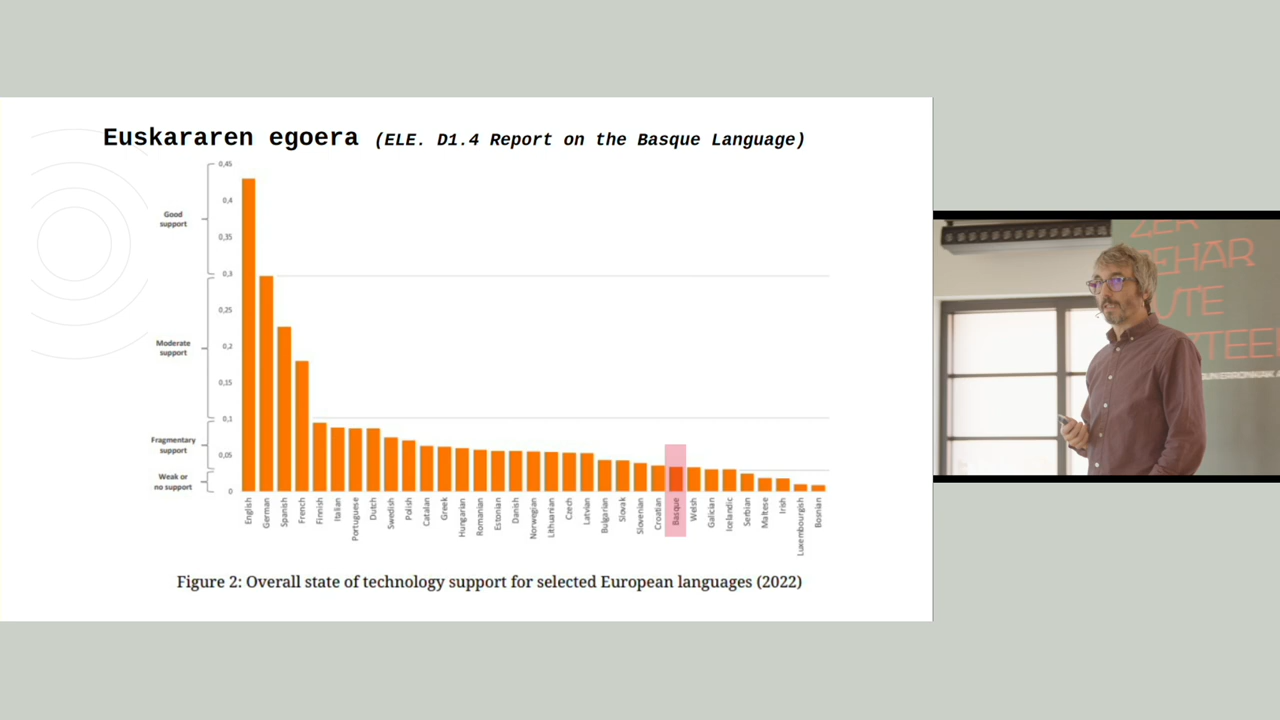 Euskararen egoera (ELE. D1.4 Report on the Basque Language)
0,45
0,4
0,35
0,3
0,25
0,2
0,15
0,1
0,05
0
Good
support
Moderate
support
Fragmentary
support
Weak or
no support
English
German
Spanish
French
Finnish
Italian
Portuguese
Dutch
Swedish
Polish
Catalan
Greek
Hungarian
Romanian
Estonian
Danish
Norwegian
Lithuanian
Czech
Latvian
Bulgarian
Slovak
Slovenian
Croatian
Basque
Welsh
Galician
Icelandic
Serbian
Maltese
Irish
Luxembourgish
Bosnian
Figure 2: Overall state of technology support for selected European languages (2022)
ZER